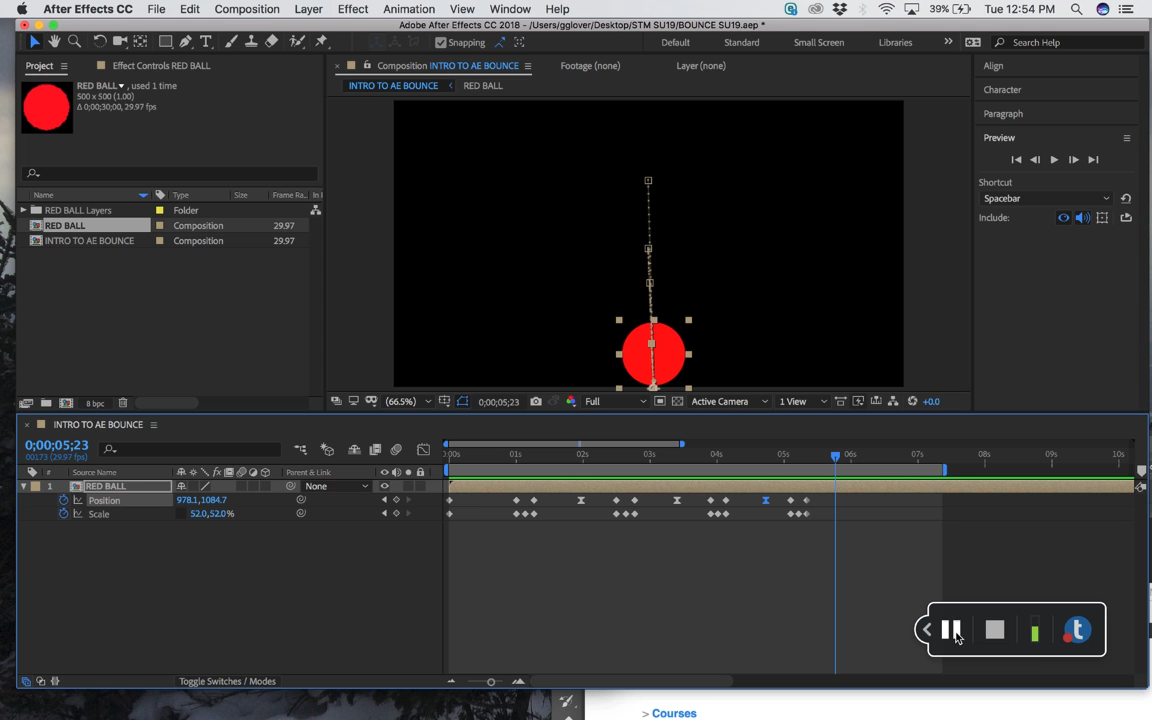 After Effects CC File Edit Composition Layer Effect Animation View Window Help 39% Tue 12:54 PM
Adobe After Effects CC 2018 - /Users/gglover/Desktop/STM SU19/BOUNCE SU19.aep *
Snapping Default Standard Small Screen Libraries Search Help
Project Effect Controls RED BALL Composition INTRO TO AE BOUNCE Footage (none) Layer (none) Align
INTRO TO AE BOUNCE RED BALL
RED BALL , used 1 time
500 x 500 (1.00)
Δ 0;00;30;00, 29.97 fps
Character
Paragraph
Preview
Shortcut
Spacebar
Include:
Name Type Size Frame Ra... In I
RED BALL Layers Folder
RED BALL Composition 29.97
INTRO TO AE BOUNCE Composition 29.97
8 bpc (66.5%) 0;00;05;23 Full Active Camera 1 View +0.0
INTRO TO AE BOUNCE
0;00;05;23
00173 (29.97 fps)
:00s 01s 02s 03s 04s 05s 06s 07s 08s 09s 10s
# Source Name fx Parent & Link
1 RED BALL None
Position 978.1,1084.7
Scale 52.0,52.0%
t
Toggle Switches / Modes
> Courses